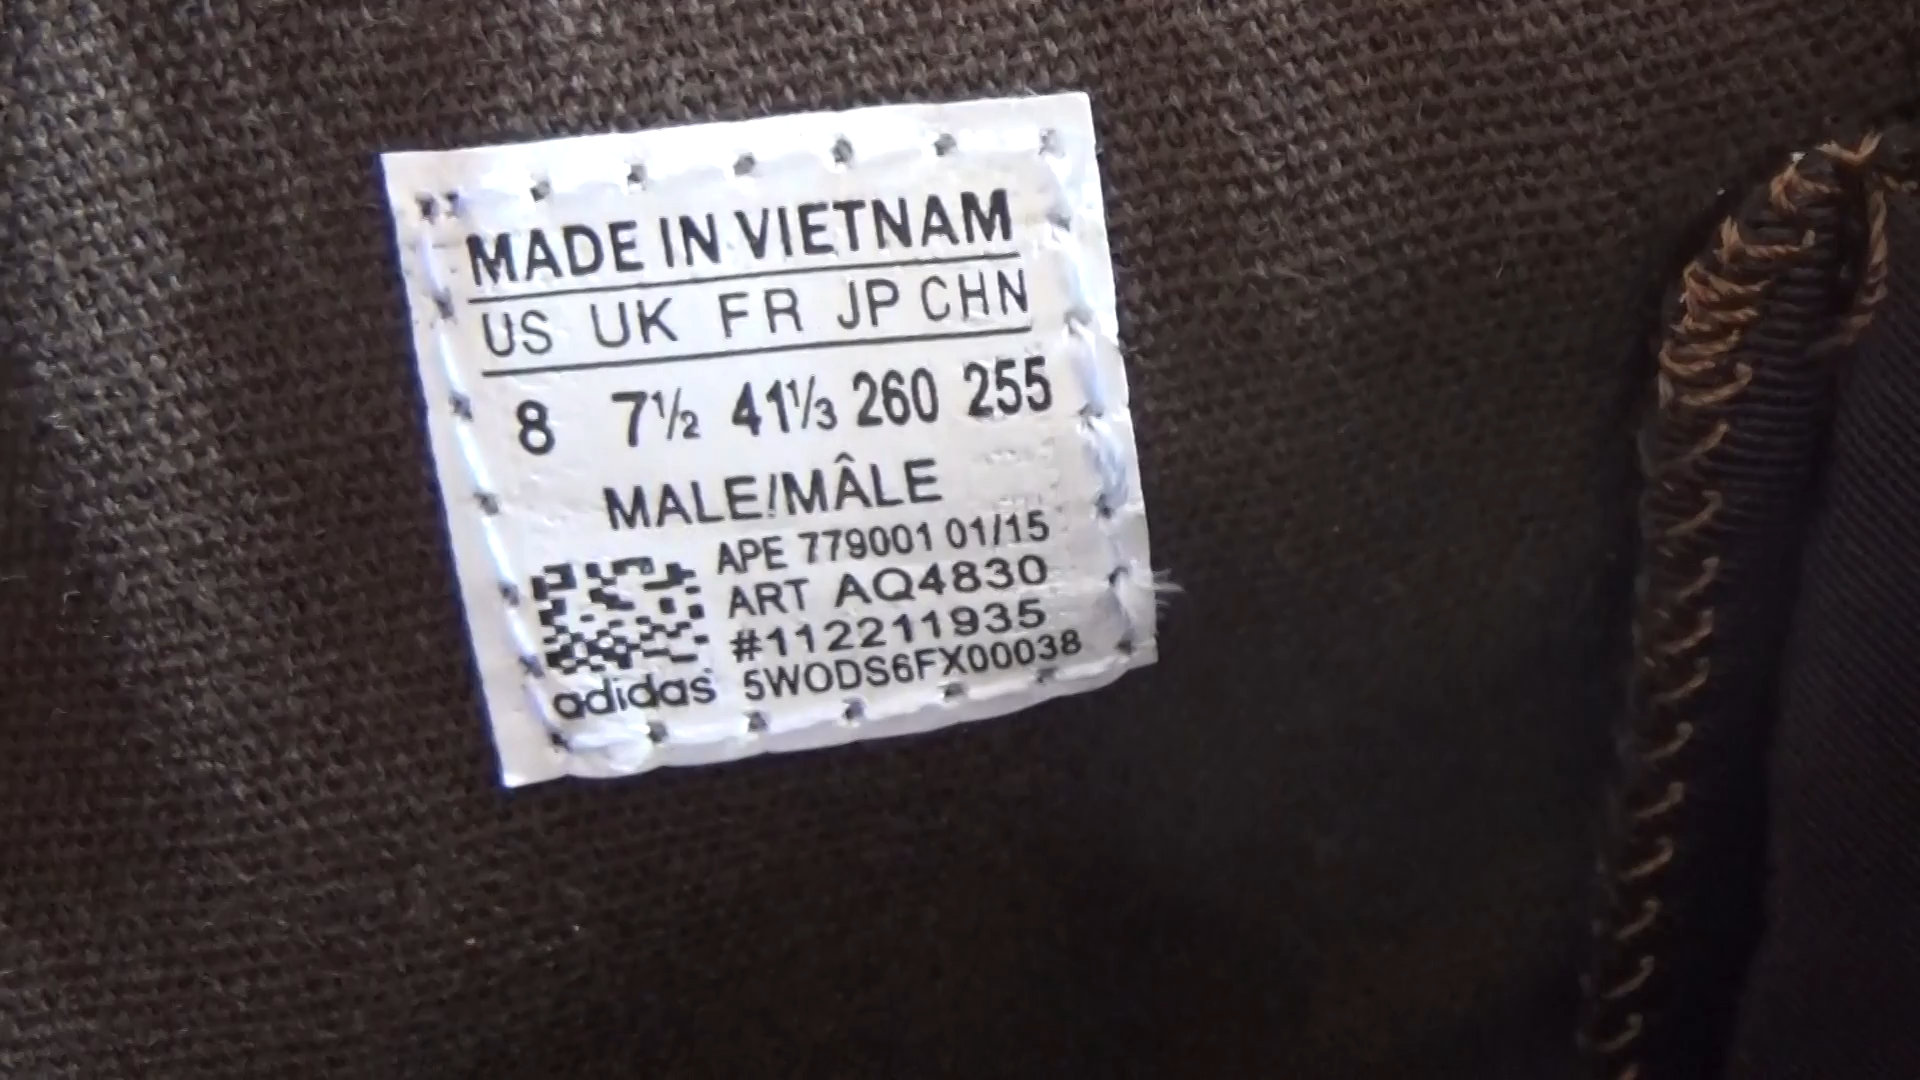 MADE IN VIETNAM
US UK FR JP CHN
8 7½ 41⅓ 260 255
MALE/MÂLE
APE 779001 01/15
ART AQ4830
#112211935
adidas 5WODS6FX00038